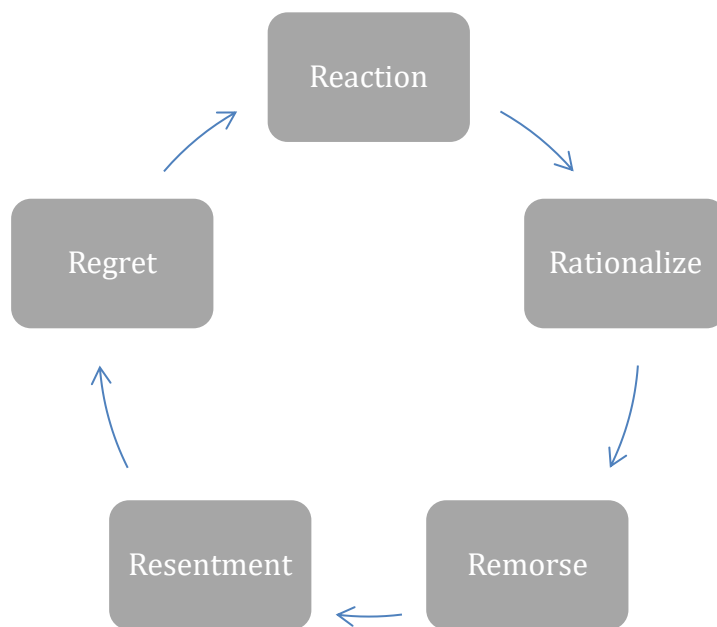 Reaction
Rationalize
Remorse
Resentment
Regret